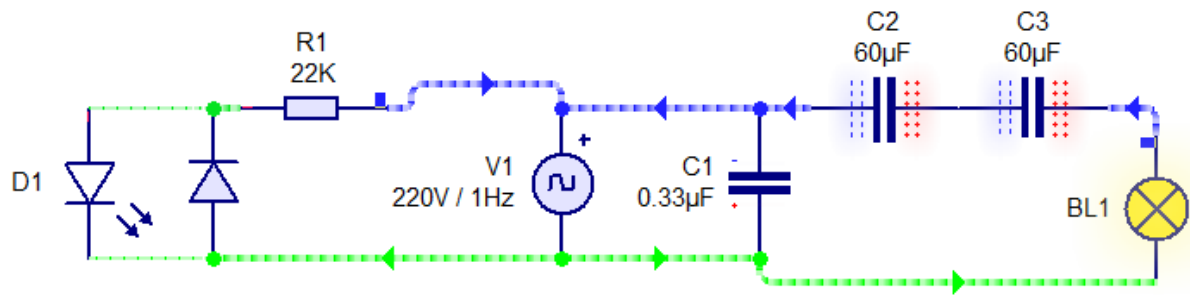 R1
22K
D1
V1
220V / 1Hz
C1
0.33µF
C2
60µF
C3
60µF
BL1